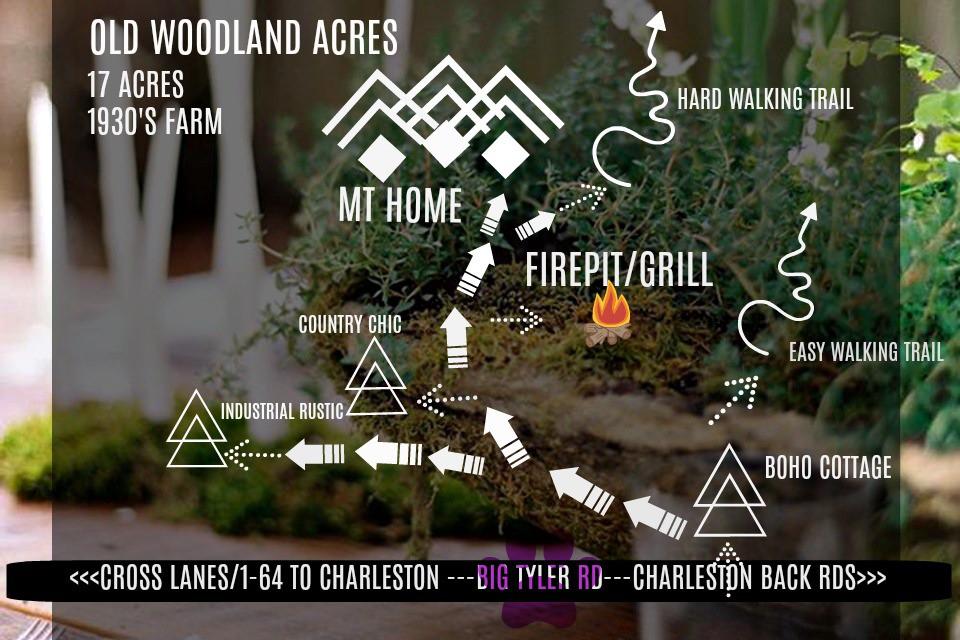 OLD WOODLAND ACRES
17 ACRES
1930'S FARM
HARD WALKING TRAIL
MT HOME
FIREPIT/GRILL
COUNTRY CHIC
EASY WALKING TRAIL
INDUSTRIAL RUSTIC
BOHO COTTAGE
<<<CROSS LANES/1-64 TO CHARLESTON ---BIG TYLER RD---CHARLESTON BACK RDS>>>